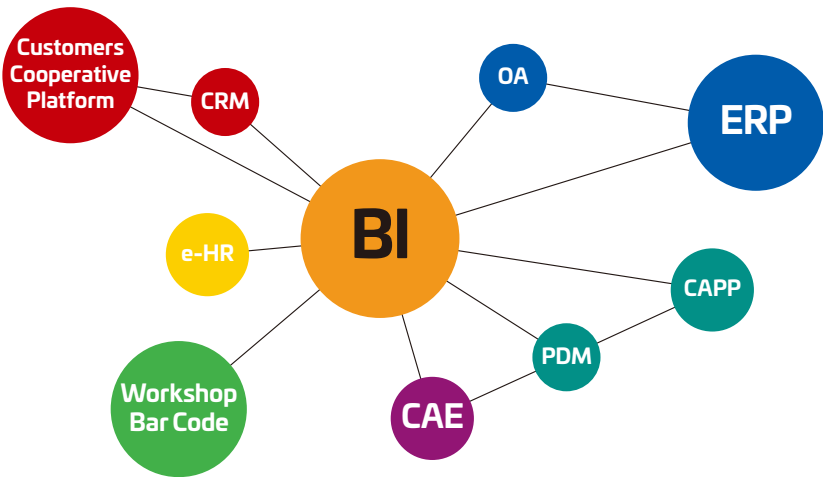 Customers
Cooperative
Platform
CRM
OA
ERP
BI
e-HR
CAPP
PDM
Workshop
Bar Code
CAE